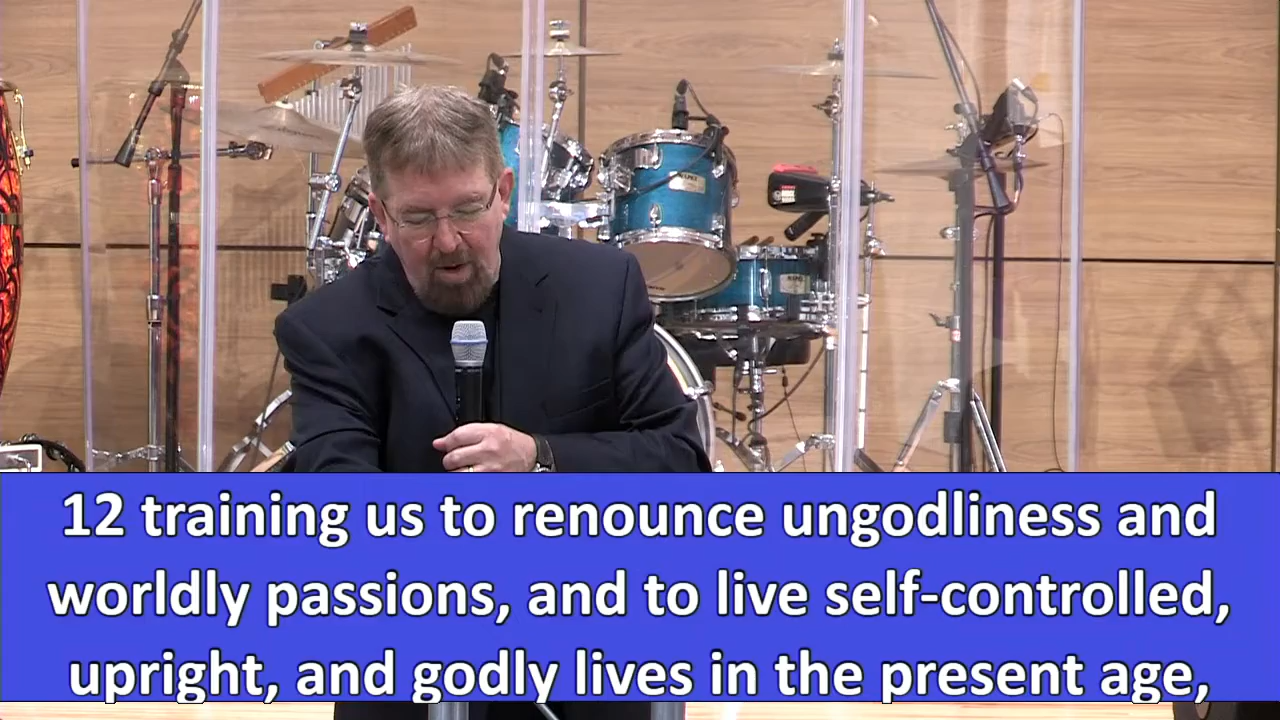 12 training us to renounce ungodliness and
worldly passions, and to live self-controlled,
upright, and godly lives in the present age,